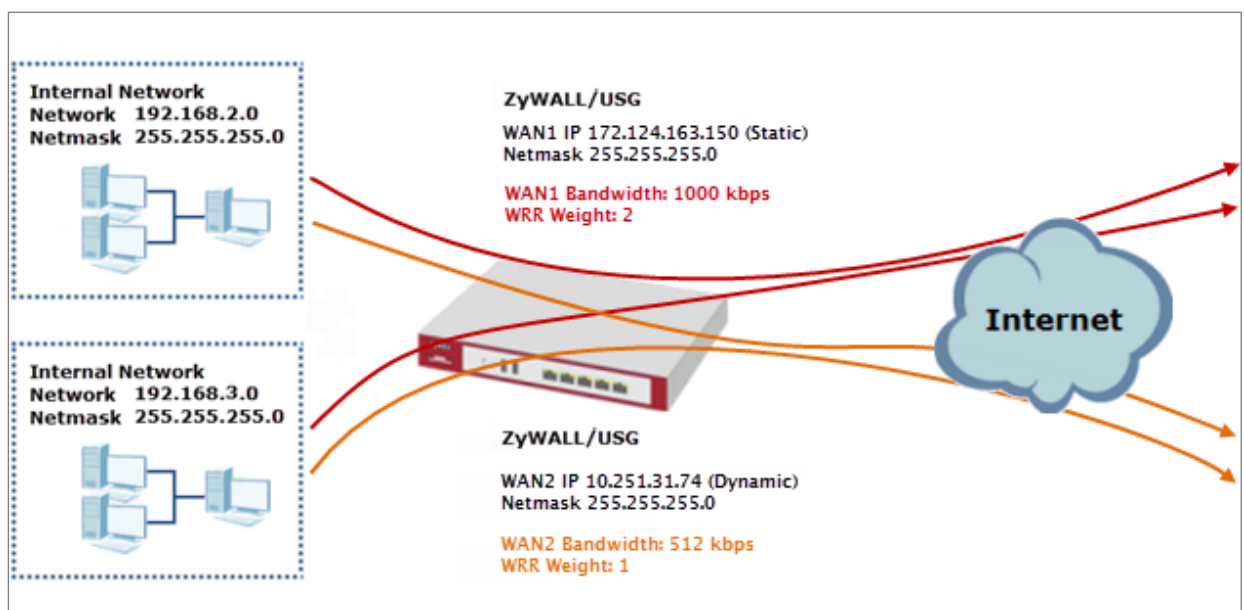 Internal Network
Network 192.168.2.0
Netmask 255.255.255.0
ZyWALL/USG
WAN1 IP 172.124.163.150 (Static)
Netmask 255.255.255.0
WAN1 Bandwidth: 1000 kbps
WRR Weight: 2
Internet
Internal Network
Network 192.168.3.0
Netmask 255.255.255.0
ZyWALL/USG
WAN2 IP 10.251.31.74 (Dynamic)
Netmask 255.255.255.0
WAN2 Bandwidth: 512 kbps
WRR Weight: 1